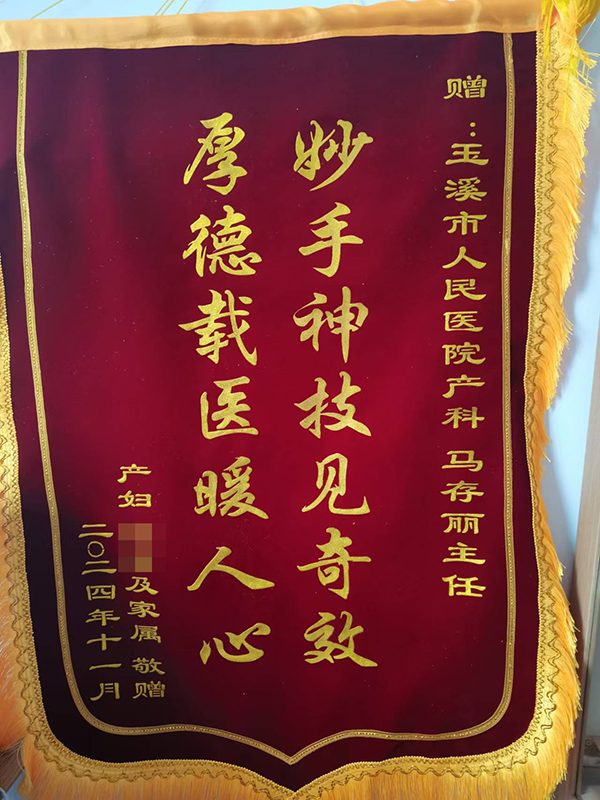 赠：玉溪市人民医院产科 马存丽主任
妙手神技见奇效
厚德载医暖人心
产妇 及家属 敬赠
二〇二四年十一月